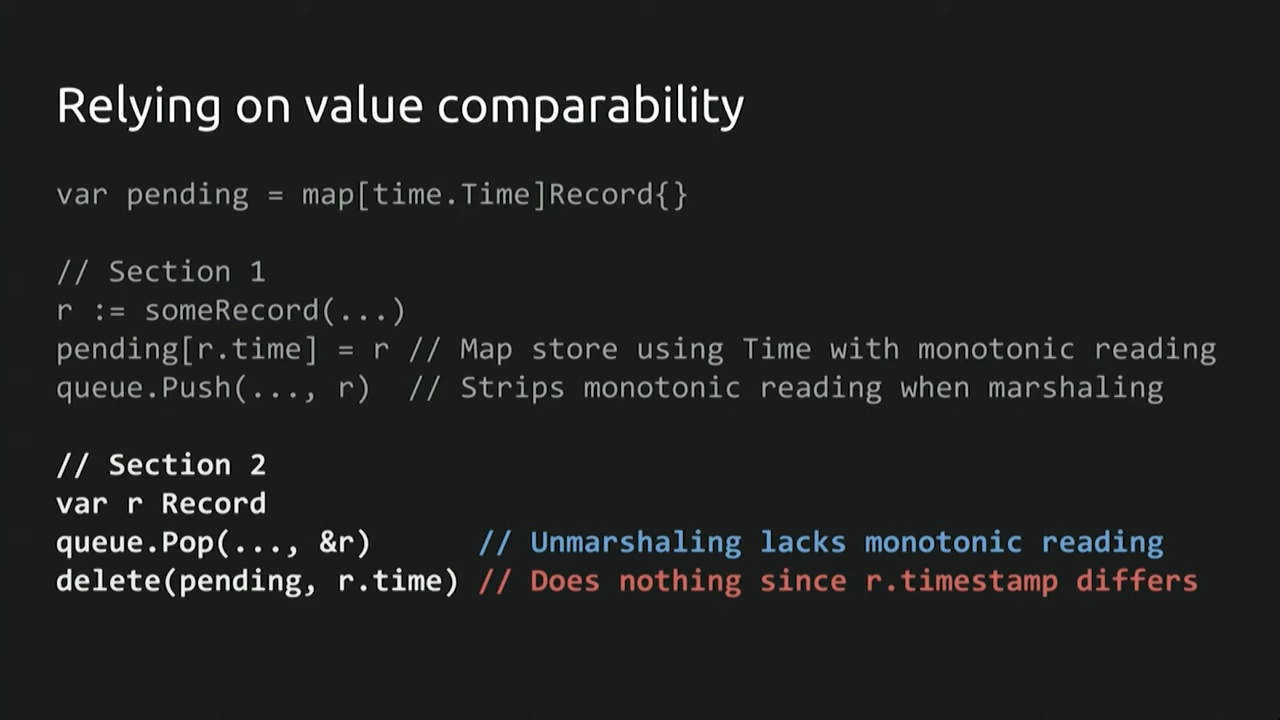 Relying on value comparability
var pending = map[time.Time]Record{}
// Section 1
r := someRecord(...)
pending[r.time] = r // Map store using Time with monotonic reading
queue.Push(..., r)  // Strips monotonic reading when marshaling
// Section 2
var r Record
queue.Pop(..., &r)      // Unmarshaling lacks monotonic reading
delete(pending, r.time) // Does nothing since r.timestamp differs